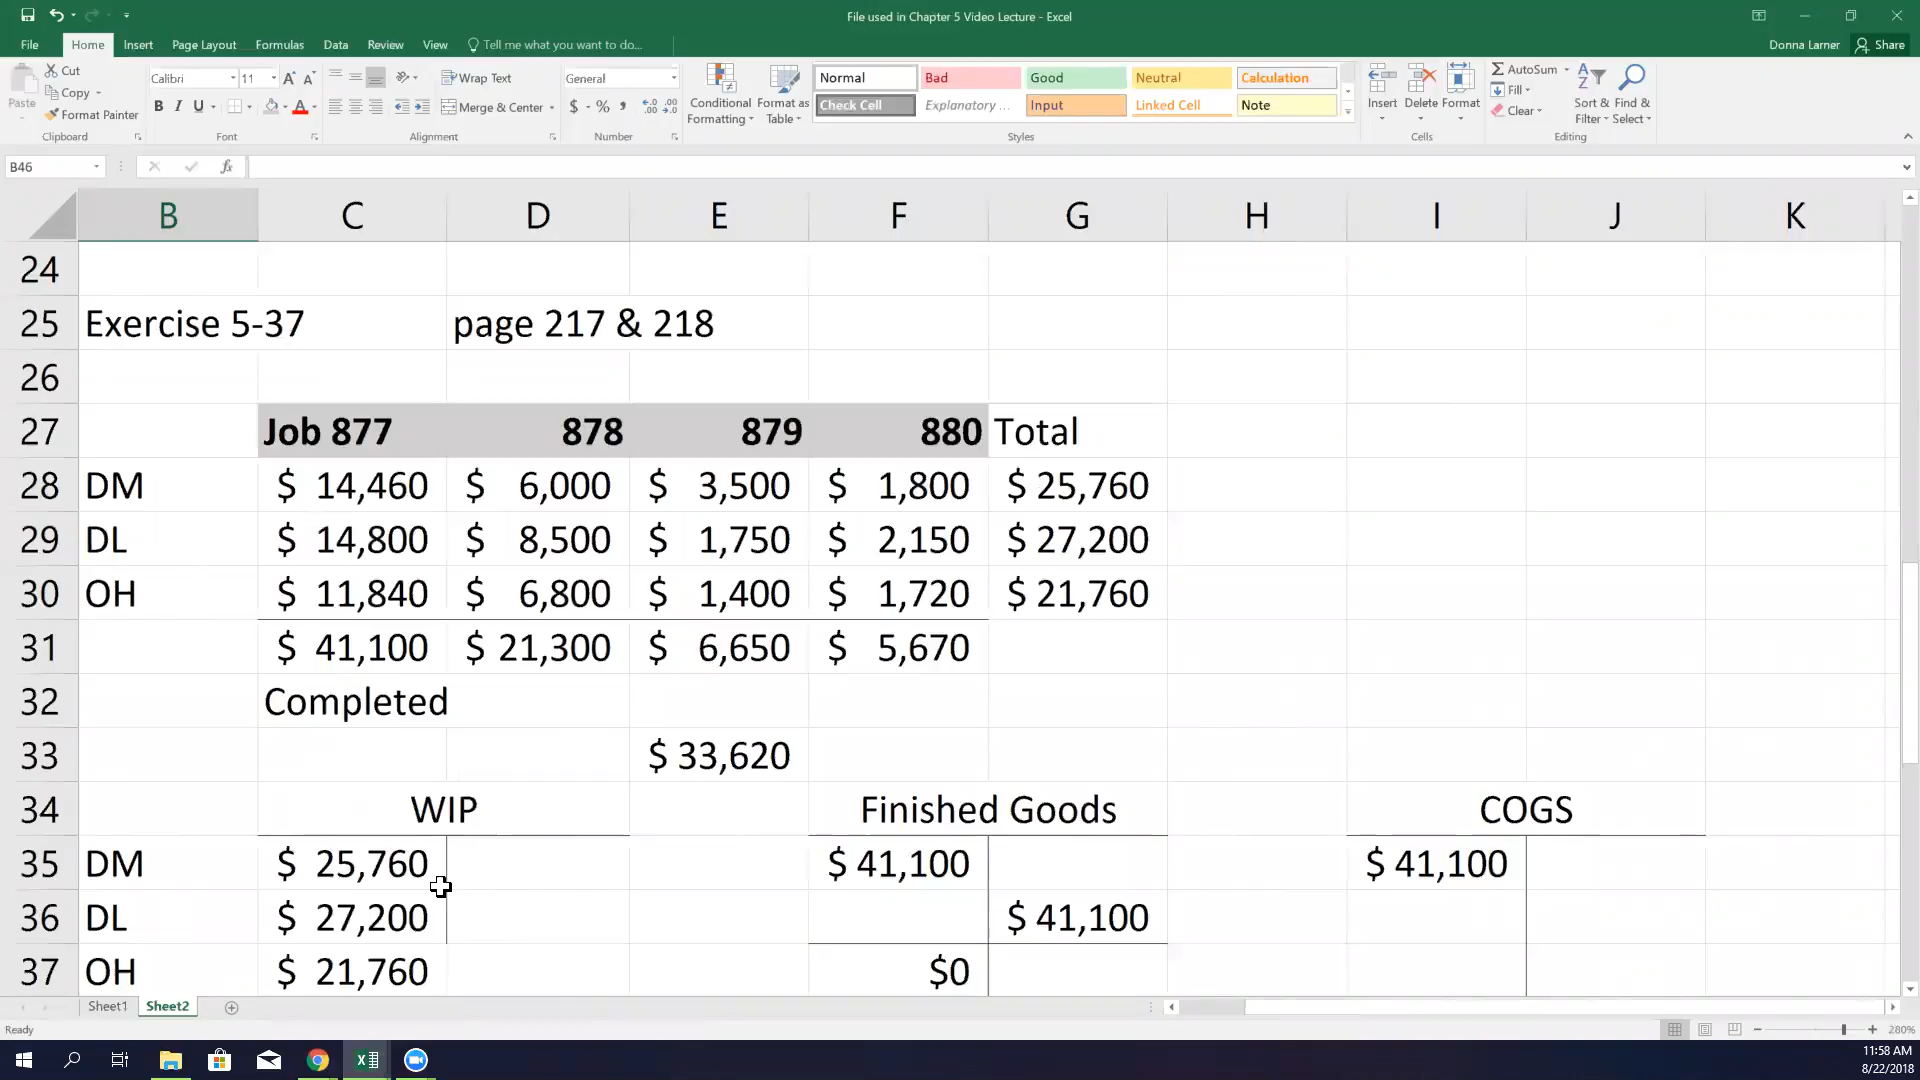 File used in Chapter 5 Video Lecture - Excel
File Home Insert Page Layout Formulas Data Review View Tell me what you want to do... Donna Larner Share
Paste Cut Copy Format Painter Clipboard
Calibri 11 B I U Font
Wrap Text Merge & Center Alignment
General $ % Number
Conditional Formatting Format as Table
Normal Bad Good Neutral Calculation
Check Cell Explanatory ... Input Linked Cell Note
Styles
Insert Delete Format Cells
AutoSum Fill Clear Sort & Filter Find & Select Editing
B46 fx
B C D E F G H I J K
24
25 Exercise 5-37 page 217 & 218
26
27 Job 877 878 879 880 Total
28 DM $ 14,460 $ 6,000 $ 3,500 $ 1,800 $ 25,760
29 DL $ 14,800 $ 8,500 $ 1,750 $ 2,150 $ 27,200
30 OH $ 11,840 $ 6,800 $ 1,400 $ 1,720 $ 21,760
31 $ 41,100 $ 21,300 $ 6,650 $ 5,670
32 Completed
33 $ 33,620
34 WIP Finished Goods COGS
35 DM $ 25,760 $ 41,100 $ 41,100
36 DL $ 27,200 $ 41,100
37 OH $ 21,760 $0
Sheet1 Sheet2
Ready 280%
11:58 AM
8/22/2018